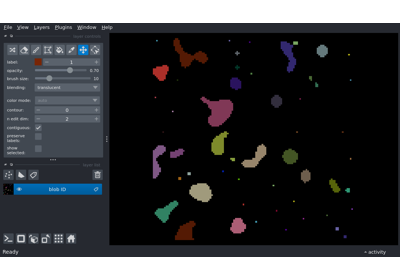 File View Layers Plugins Window Help
label: 1
opacity: 0.70
brush size: 10
blending: translucent
color mode:
contour: 0
n edit dim: 2
contiguous:
preserve
labels:
show
selected:
blob ID
Ready
activity